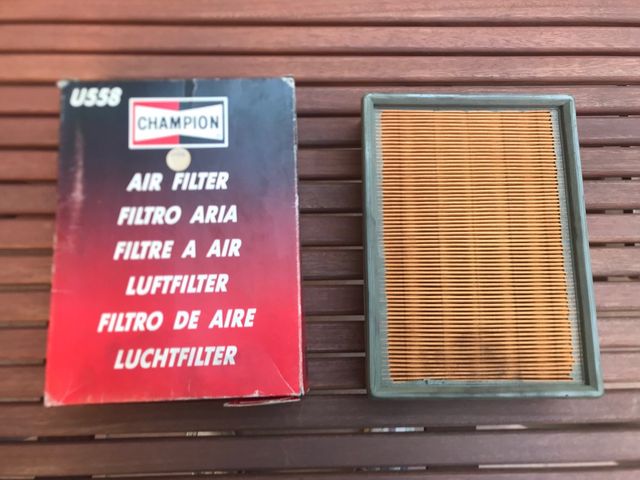 U558
CHAMPION
AIR FILTER
FILTRO ARIA
FILTRE A AIR
LUFTFILTER
FILTRO DE AIRE
LUCHTFILTER